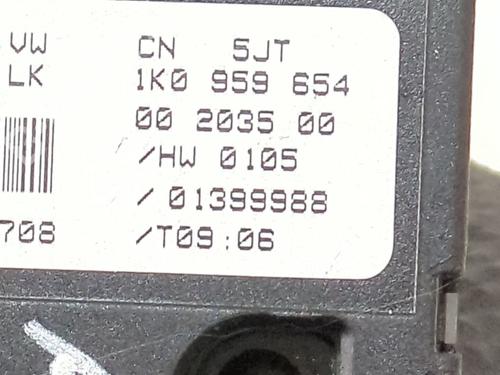 VW CN 5JT
LK 1K0 959 654
00 2035 00
/HW 0105
/ 01399988
708 /T09:06